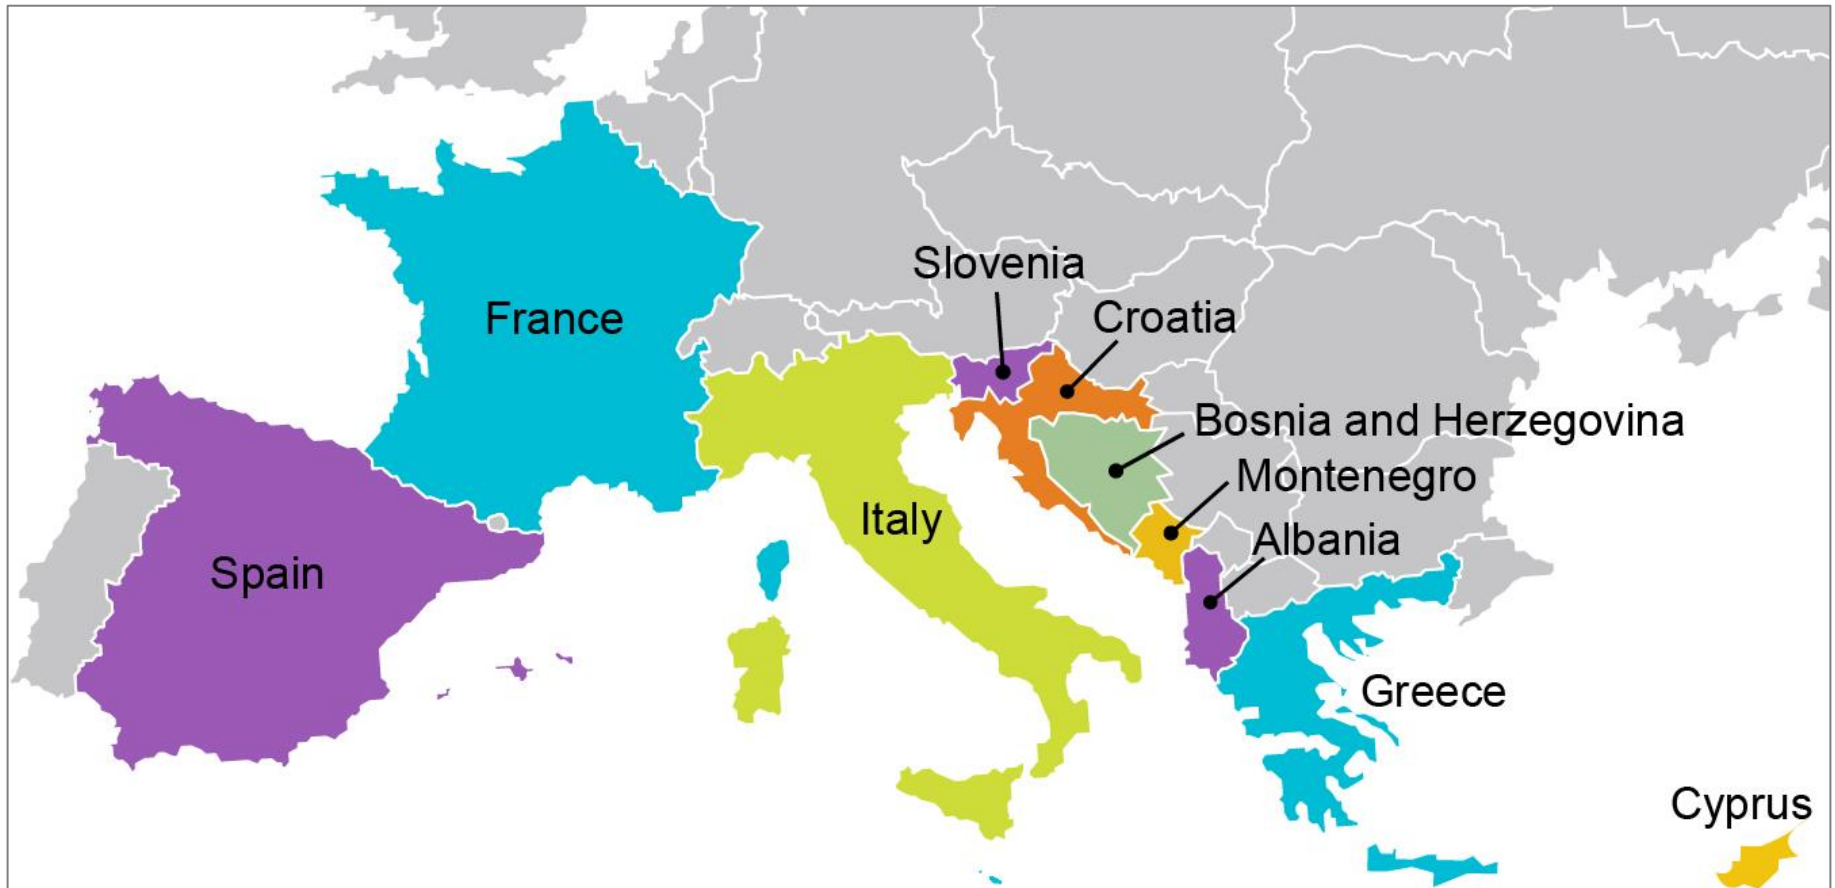 Slovenia
Croatia
France
Bosnia and Herzegovina
Montenegro
Italy
Albania
Spain
Greece
Cyprus